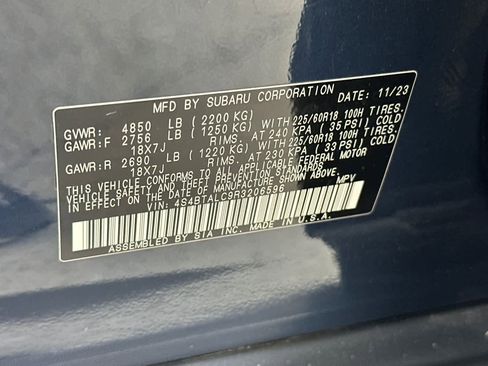 MFD BY SUBARU CORPORATION DATE: 11/23
GVWR: 4850 LB (2200 KG)
GAWR:F 2756 LB (1250 KG) WITH 225/60R18 100H TIRES.
18X7J RIMS. AT 240 KPA (35 PSI) COLD
GAWR:R 2690 LB (1220 KG) WITH 225/60R18 100H TIRES.
18X7J RIMS. AT 230 KPA (33 PSI) COLD
THIS VEHICLE CONFORMS TO ALL APPLICABLE FEDERAL MOTOR
VEHICLE SAFETY STANDARDS IN EFFECT ON THE DATE OF
MANUFACTURE SHOWN ABOVE.
VIN: 4S4BTALC9R3206596 MPV
ASSEMBLED BY SIA INC. MADE IN U.S.A.